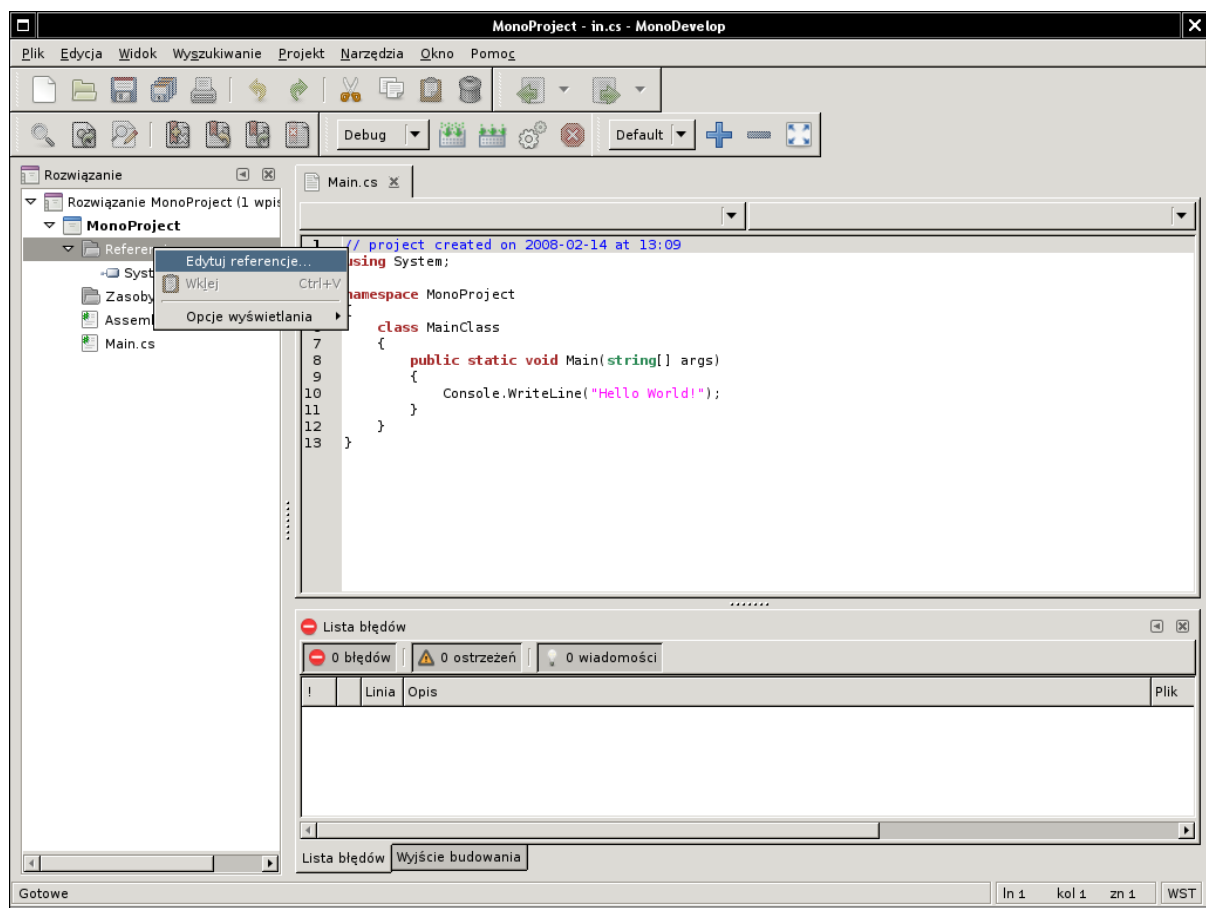 MonoProject - in.cs - MonoDevelop
Plik Edycja Widok Wyszukiwanie Projekt Narzędzia Okno Pomoc
Debug Default
Rozwiązanie
Main.cs
Rozwiązanie MonoProject (1 wpis
MonoProject
Referen
Edytuj referencje...
Syst
Wklej Ctrl+V
Zasoby
Assem
Opcje wyświetlania
Main.cs
1 // project created on 2008-02-14 at 13:09
using System;
namespace MonoProject
{
class MainClass
7 {
8 public static void Main(string[] args)
9 {
10 Console.WriteLine("Hello World!");
11 }
12 }
13 }
Lista błędów
0 błędów 0 ostrzeżeń 0 wiadomości
! Linia Opis Plik
Lista błędów Wyjście budowania
Gotowe ln 1 kol 1 zn 1 WST